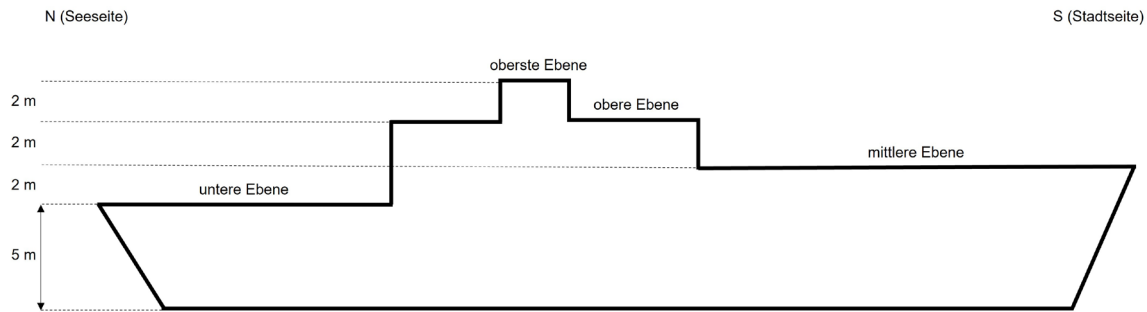 N (Seeseite)
S (Stadtseite)
oberste Ebene
2 m
obere Ebene
2 m
mittlere Ebene
2 m
untere Ebene
5 m